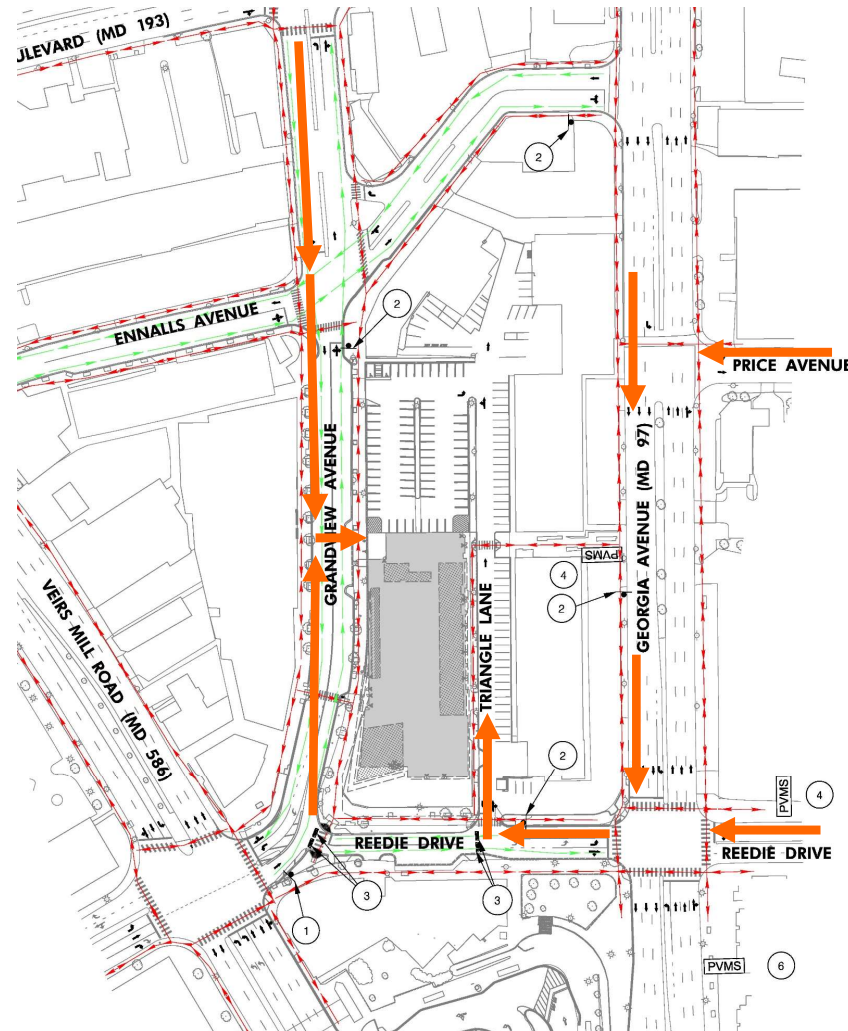 ULEVARD (MD 193)
2
ENNALLS AVENUE
2
PRICE AVENUE
GRANDVIEW AVENUE
GEORGIA AVENUE (MD 97)
PVMS
4
2
VEIRS MILL ROAD (MD 586)
TRIANGLE LANE
2
PVMS
4
REEDIE DRIVE
REEDIE DRIVE
3
3
1
PVMS
6